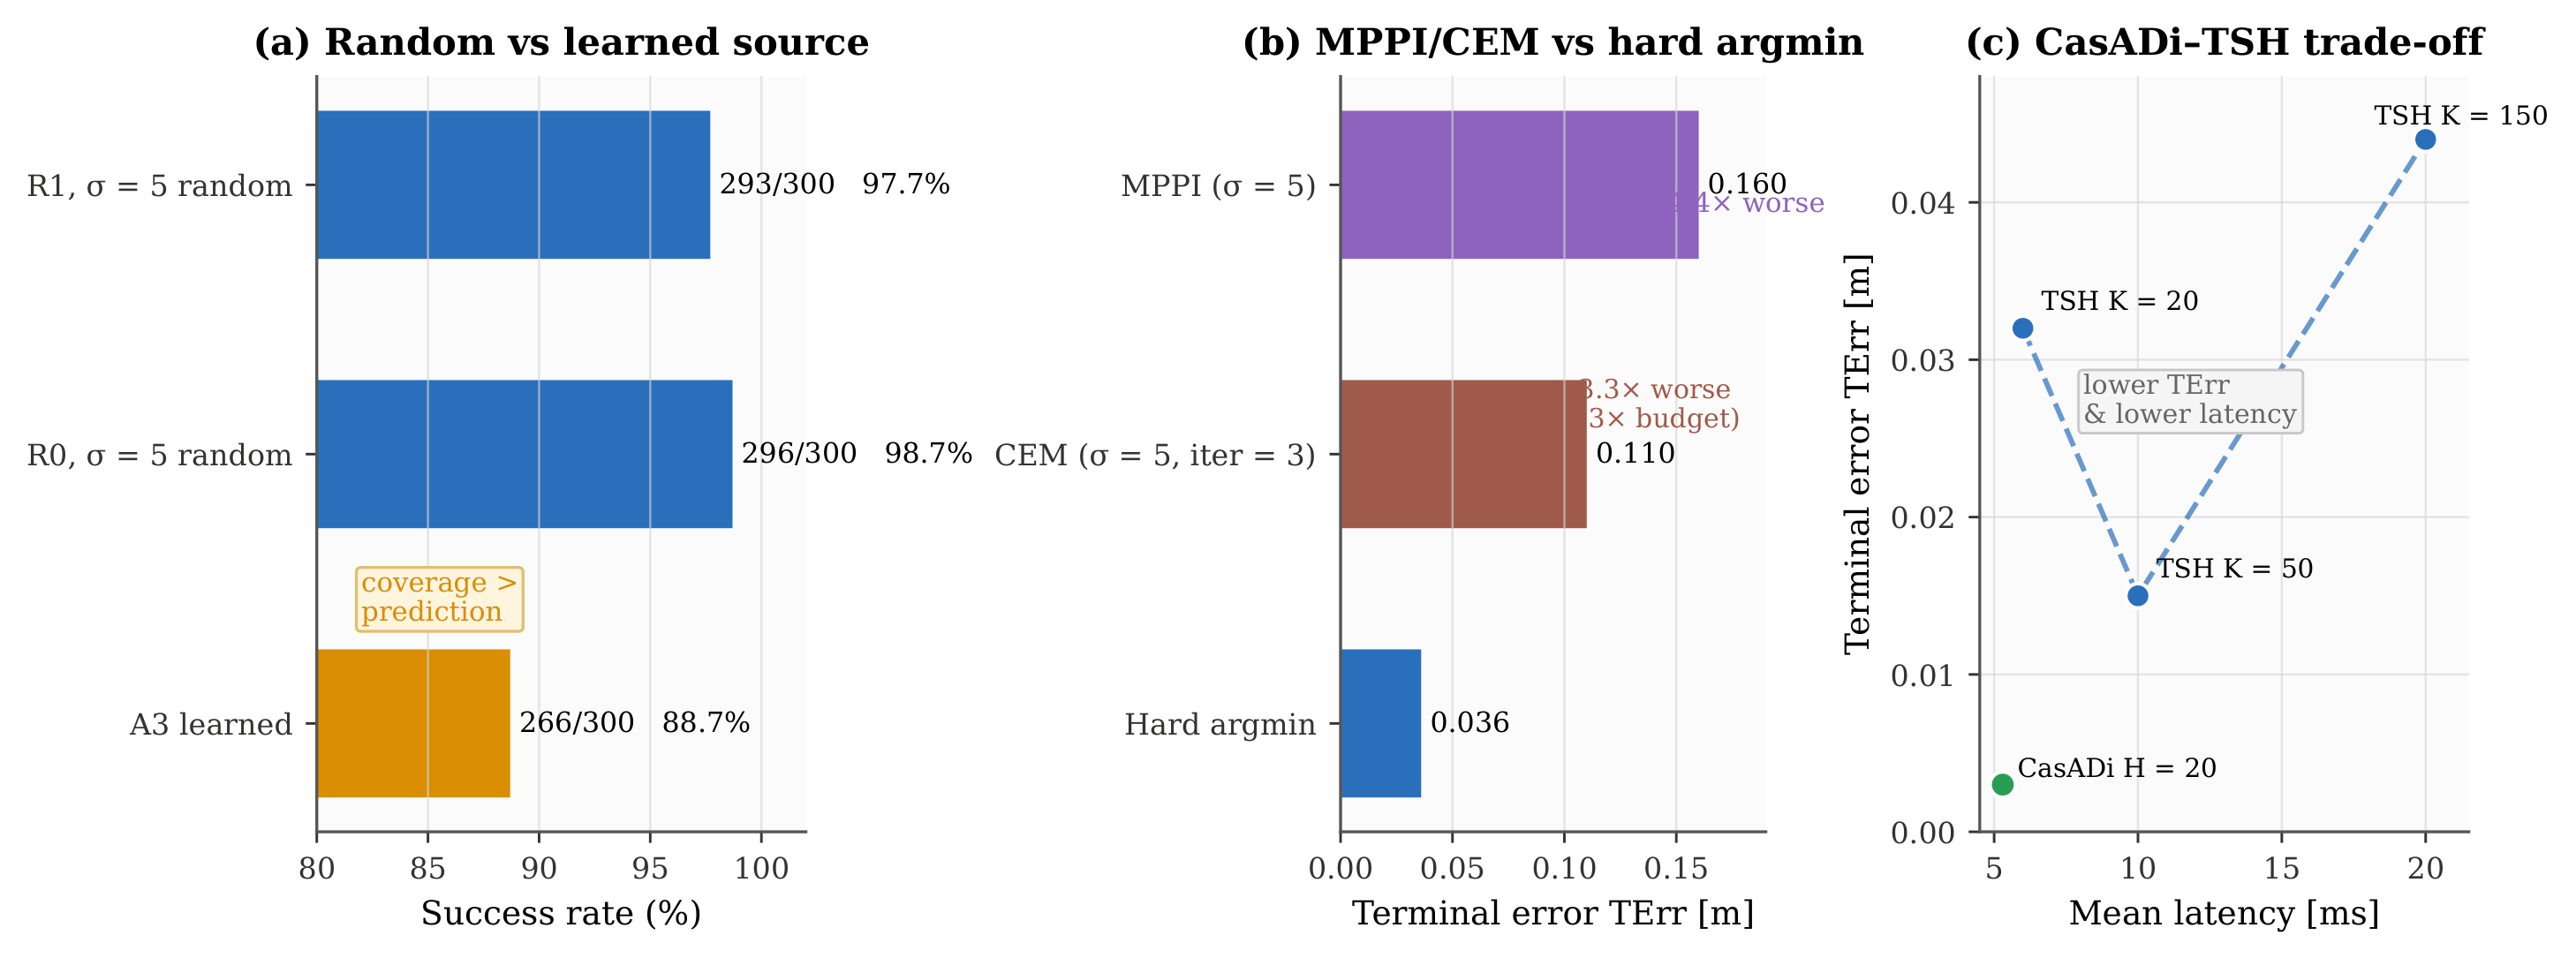 (a) Random vs learned source
R1, σ = 5 random
293/300 97.7%
R0, σ = 5 random
296/300 98.7%
coverage >
prediction
A3 learned
266/300 88.7%
80 85 90 95 100
Success rate (%)
(b) MPPI/CEM vs hard argmin
MPPI (σ = 5)
0.160
4× worse
CEM (σ = 5, iter = 3)
3.3× worse
3× budget)
0.110
Hard argmin
0.036
0.00 0.05 0.10 0.15
Terminal error TErr [m]
(c) CasADi–TSH trade-off
Terminal error TErr [m]
0.04
0.03
0.02
0.01
0.00
TSH K = 150
TSH K = 20
lower TErr
& lower latency
TSH K = 50
CasADi H = 20
5 10 15 20
Mean latency [ms]